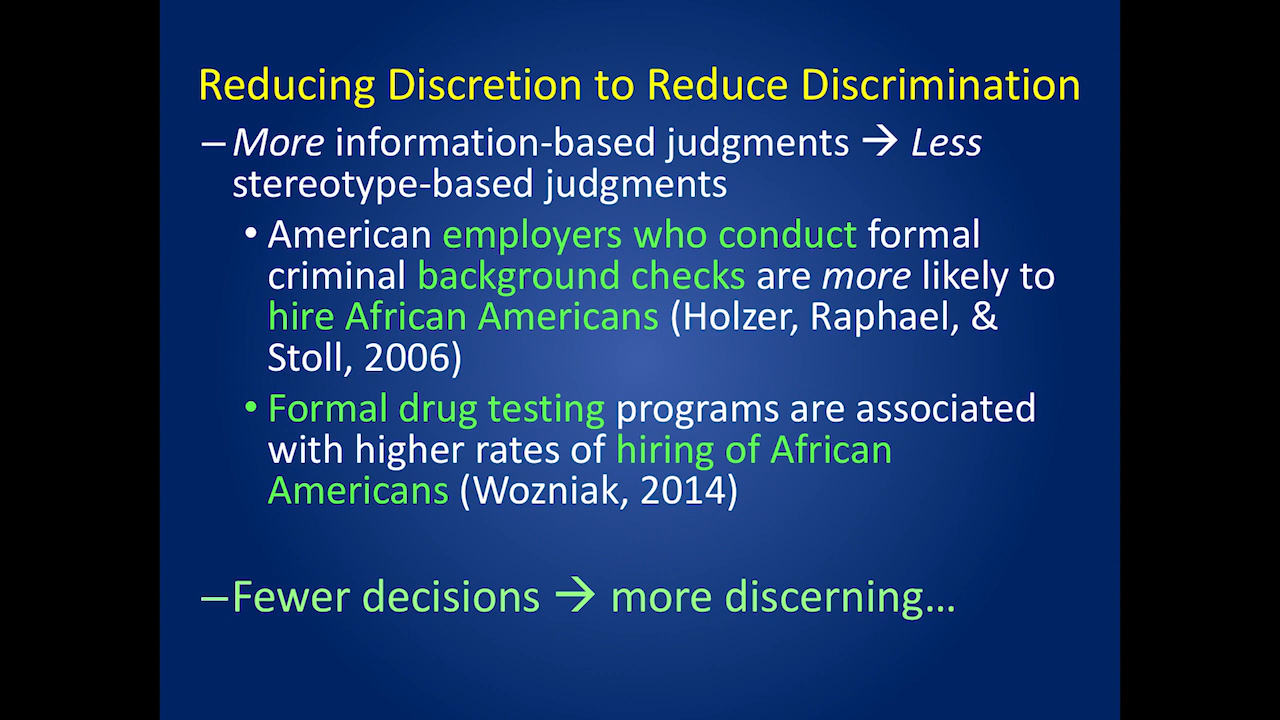 Reducing Discretion to Reduce Discrimination
–More information-based judgments → Less
stereotype-based judgments
• American employers who conduct formal
criminal background checks are more likely to
hire African Americans (Holzer, Raphael, &
Stoll, 2006)
• Formal drug testing programs are associated
with higher rates of hiring of African
Americans (Wozniak, 2014)
–Fewer decisions → more discerning…